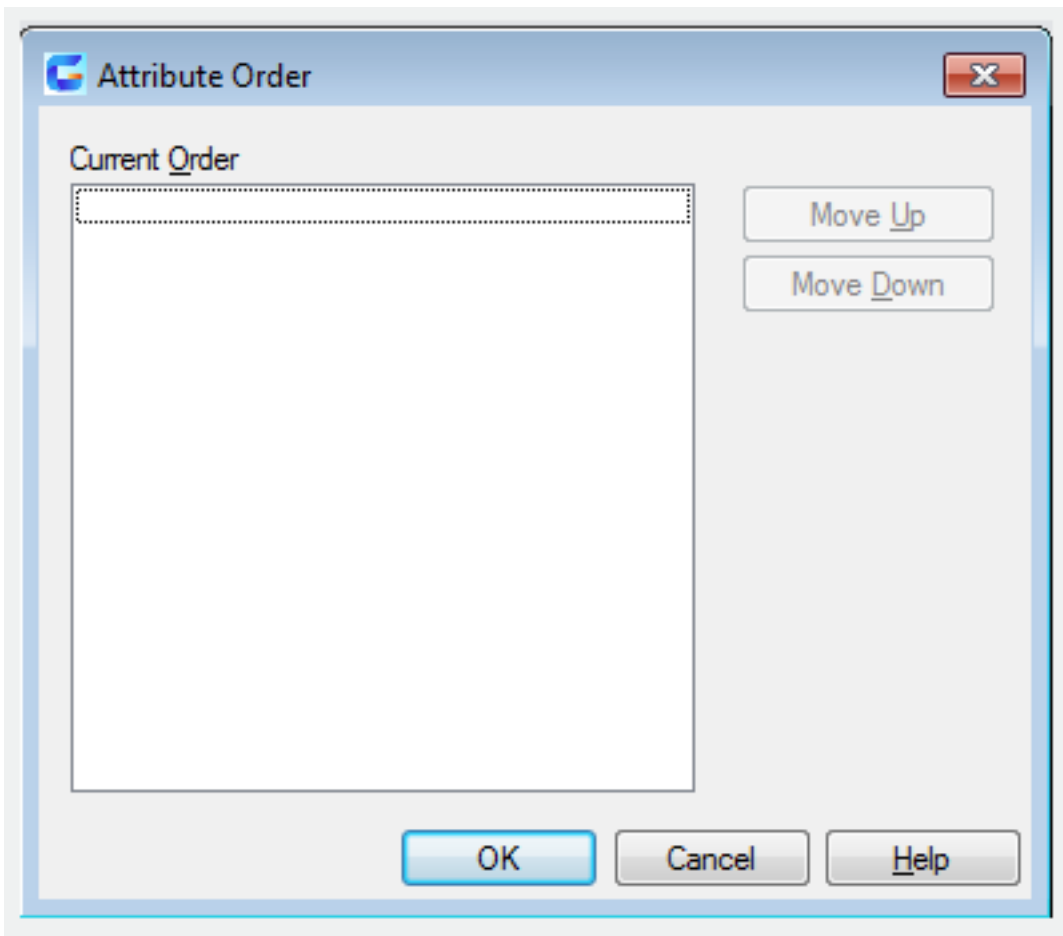 Attribute Order
Current Order
Move Up
Move Down
OK
Cancel
Help